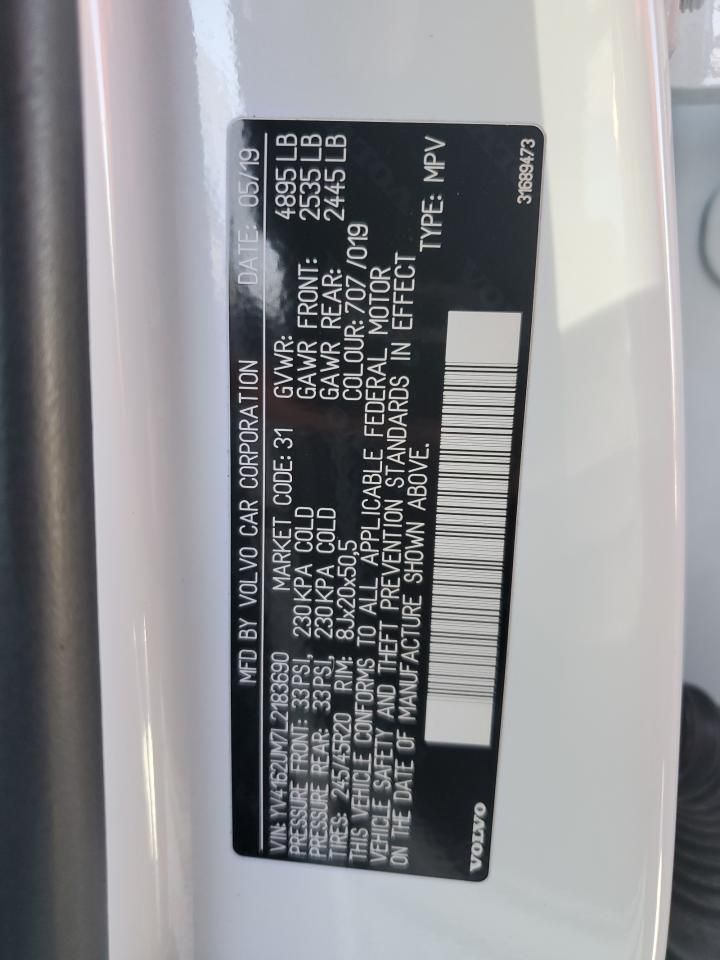 MFD BY VOLVO CAR CORPORATION DATE: 05/19
VIN: YV4162UM7L2183690 MARKET CODE: 31 GVWR: 4895 LB
PRESSURE FRONT: 33PSI, 230KPA COLD GAWR FRONT: 2535 LB
PRESSURE REAR: 33PSI, 230KPA COLD GAWR REAR: 2445 LB
TIRES: 245/45R20 RIM: 8Jx20x50,5 COLOUR: 707 /019
THIS VEHICLE CONFORMS TO ALL APPLICABLE FEDERAL MOTOR
VEHICLE SAFETY AND THEFT PREVENTION STANDARDS IN EFFECT
ON THE DATE OF MANUFACTURE SHOWN ABOVE. TYPE: MPV
VOLVO 31689473